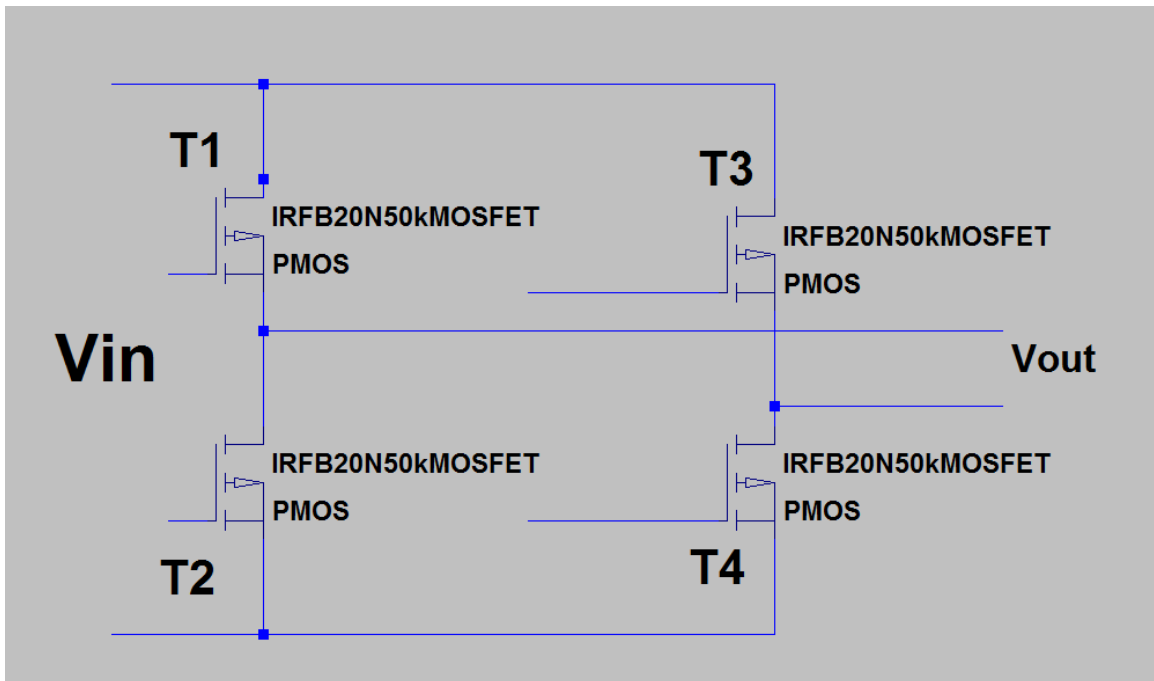 T1
IRFB20N50kMOSFET
PMOS
T3
IRFB20N50kMOSFET
PMOS
Vin
Vout
IRFB20N50kMOSFET
PMOS
T2
IRFB20N50kMOSFET
PMOS
T4